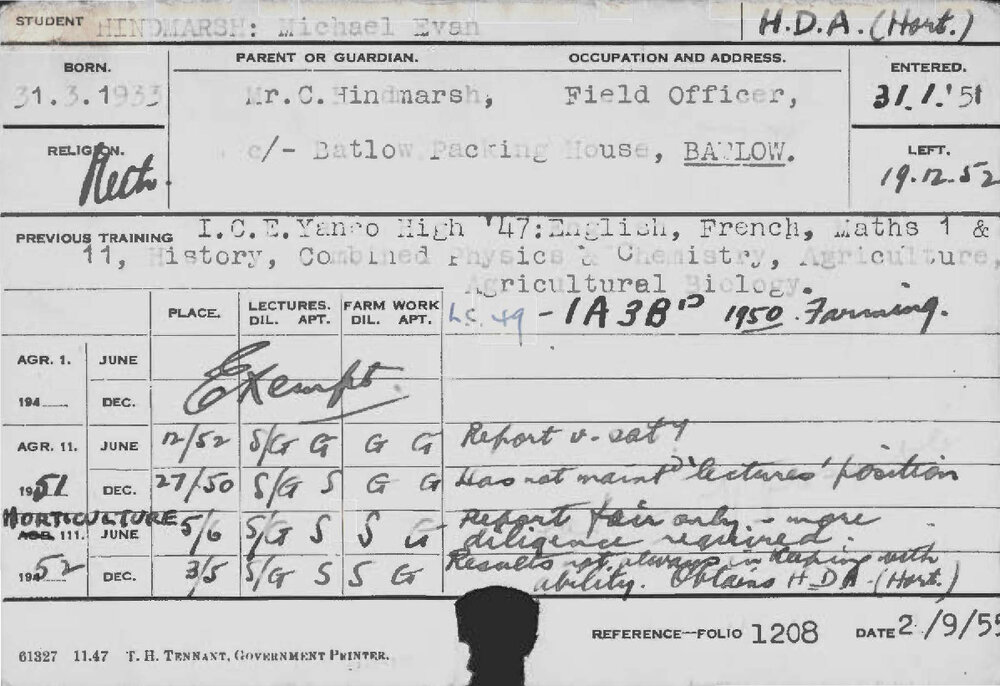 STUDENT HINDMARSH: Michael Evan H.D.A. (Hort.)
BORN. PARENT OR GUARDIAN. OCCUPATION AND ADDRESS. ENTERED.
31.3.1933 Mr.C.Hindmarsh, Field Officer, 31.1.'51
RELIGION. c/- Batlow Packing House, BATLOW. LEFT.
Meth. 19.12.52
PREVIOUS TRAINING I.C.E.Yanco High '47:English, French, Maths 1 &
11, History, Combined Physics & Chemistry, Agriculture,
Agricultural Biology.
PLACE. LECTURES. DIL. APT. FARM WORK DIL. APT. L.C. 49 - 1A 3B 1950 Farming.
AGR. 1. JUNE Exempt.
194 DEC.
AGR. 11. JUNE 12/52 S/G G G G Report v. sat y
1951 DEC. 27/50 S/G S G G Has not maint d 'lectures' position
HORTICULTURE
AGR. 111. JUNE 5/6 S/G S S G Report fair only. - more
diligence required.
1952 DEC. 3/5 S/G S S G Results not always in keeping with
ability. Obtains H.D.A. (Hort.)
REFERENCE—FOLIO 1208 DATE 2/9/55
61327 11.47 T. H. TENNANT, GOVERNMENT PRINTER.